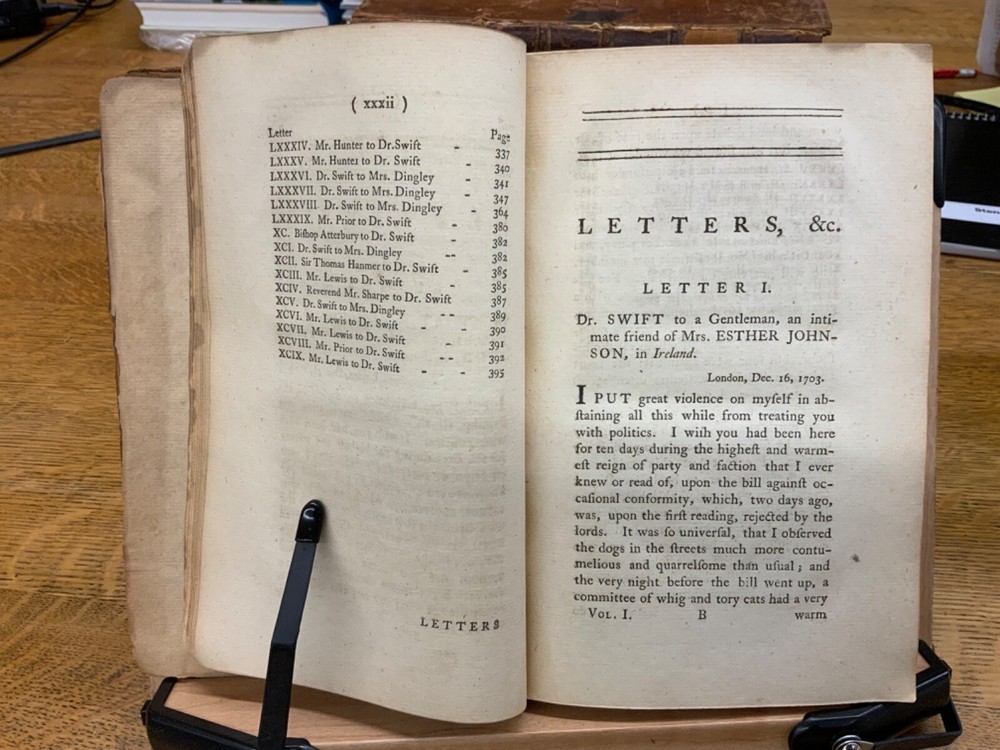 ( xxxii )
Letter Page
LXXXIV. Mr. Hunter to Dr. Swift - 337
LXXXV. Mr. Hunter to Dr. Swift - 340
LXXXVI. Dr. Swift to Mrs. Dingley - 341
LXXXVII. Dr. Swift to Mrs. Dingley - 347
LXXXVIII. Dr. Swift to Mrs. Dingley - 364
LXXXIX. Mr. Prior to Dr. Swift - 380
XC. Biſhop Atterbury to Dr. Swift - 382
XCI. Dr. Swift to Mrs. Dingley -- 382
XCII. Sir Thomas Hanmer to Dr. Swift - 385
XCIII. Mr. Lewis to Dr. Swift - 385
XCIV. Reverend Mr. Sharpe to Dr. Swift 387
XCV. Dr. Swift to Mrs. Dingley -- 389
XCVI. Mr. Lewis to Dr. Swift - - 390
XCVII. Mr. Lewis to Dr. Swift - 391
XCVIII. Mr. Prior to Dr. Swift -- 392
XCIX. Mr. Lewis to Dr. Swift - - 395
LETTERS
LETTERS, &c.
LETTER I.
Dr. SWIFT to a Gentleman, an inti-
mate friend of Mrs. ESTHER JOHN-
SON, in Ireland.
London, Dec. 16, 1703.
I PUT great violence on myſelf in ab-
ſtaining all this while from treating you
with politics. I wiſh you had been here
for ten days during the higheſt and warm-
eſt reign of party and faction that I ever
knew or read of, upon the bill againſt oc-
caſional conformity, which, two days ago,
was, upon the firſt reading, rejected by the
lords. It was ſo univerſal, that I obſerved
the dogs in the ſtreets much more contu-
melious and quarrelſome than uſual; and
the very night before the bill went up, a
committee of whig and tory cats had a very
VOL. I. B warm